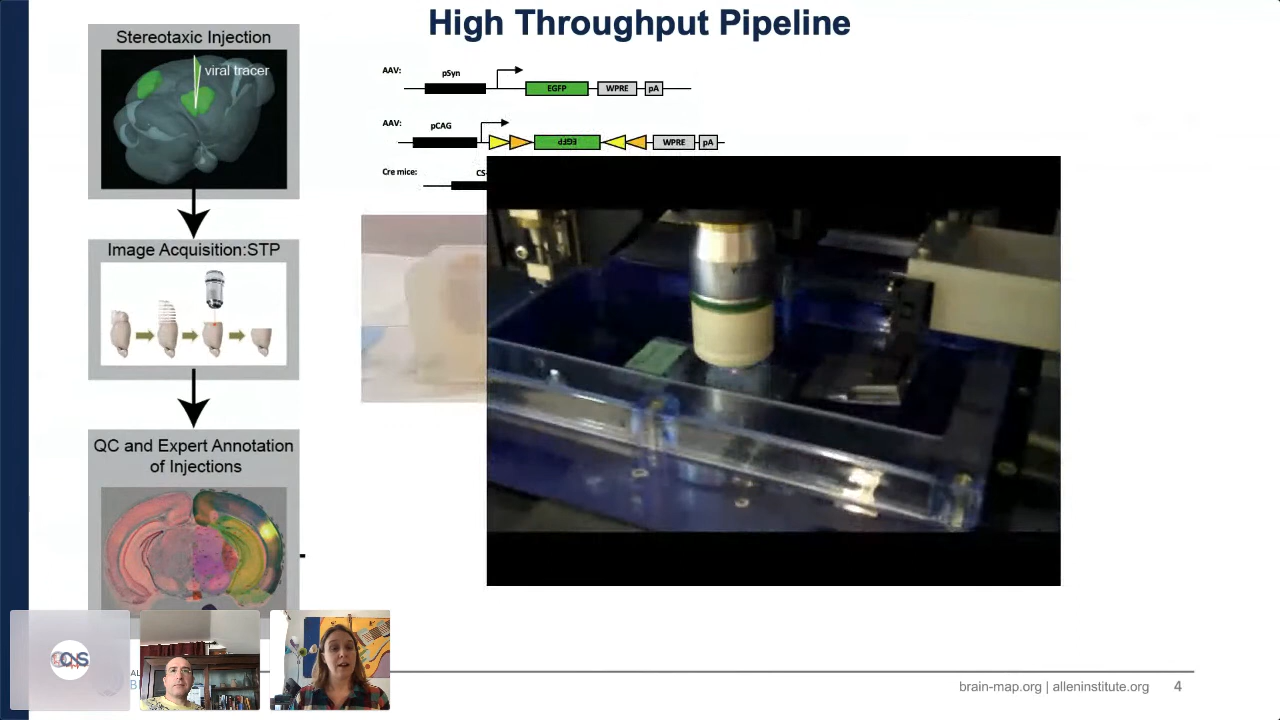 High Throughput Pipeline
Stereotaxic Injection
viral tracer
Image Acquisition:STP
QC and Expert Annotation
of Injections
AAV:
pSyn
EGFP
WPRE
pA
AAV:
pCAG
EGFP
WPRE
pA
Cre mice:
brain-map.org | alleninstitute.org
4